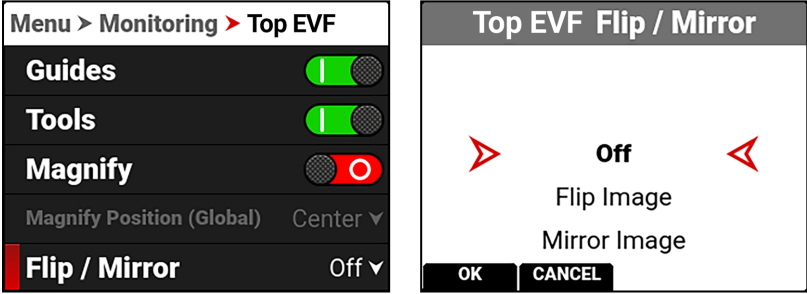 Menu > Monitoring > Top EVF
Guides
Tools
Magnify
Magnify Position (Global) Center
Flip / Mirror Off
Top EVF Flip / Mirror
Off
Flip Image
Mirror Image
OK CANCEL